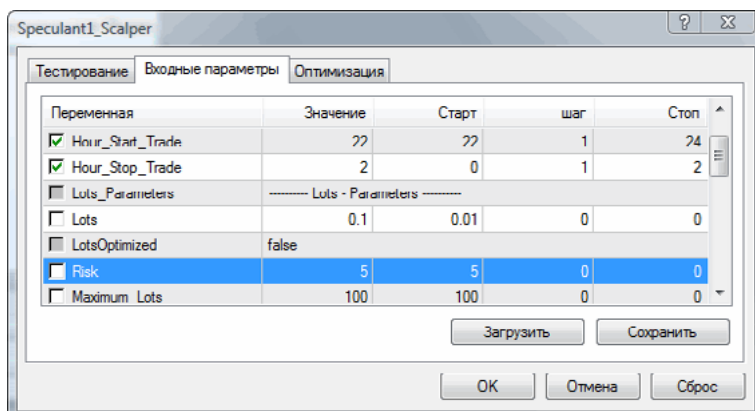 Speculant1_Scalper
Тестирование Входные параметры Оптимизация
Переменная Значение Старт шаг Стоп
Hour_Start_Trade 22 22 1 24
Hour_Stop_Trade 2 0 1 2
Lots_Parameters ---------- Lots - Parameters ----------
Lots 0.1 0.01 0 0
LotsOptimized false
Risk 5 5 0 0
Maximum_Lots 100 100 0 0
Загрузить Сохранить
OK Отмена Сброс